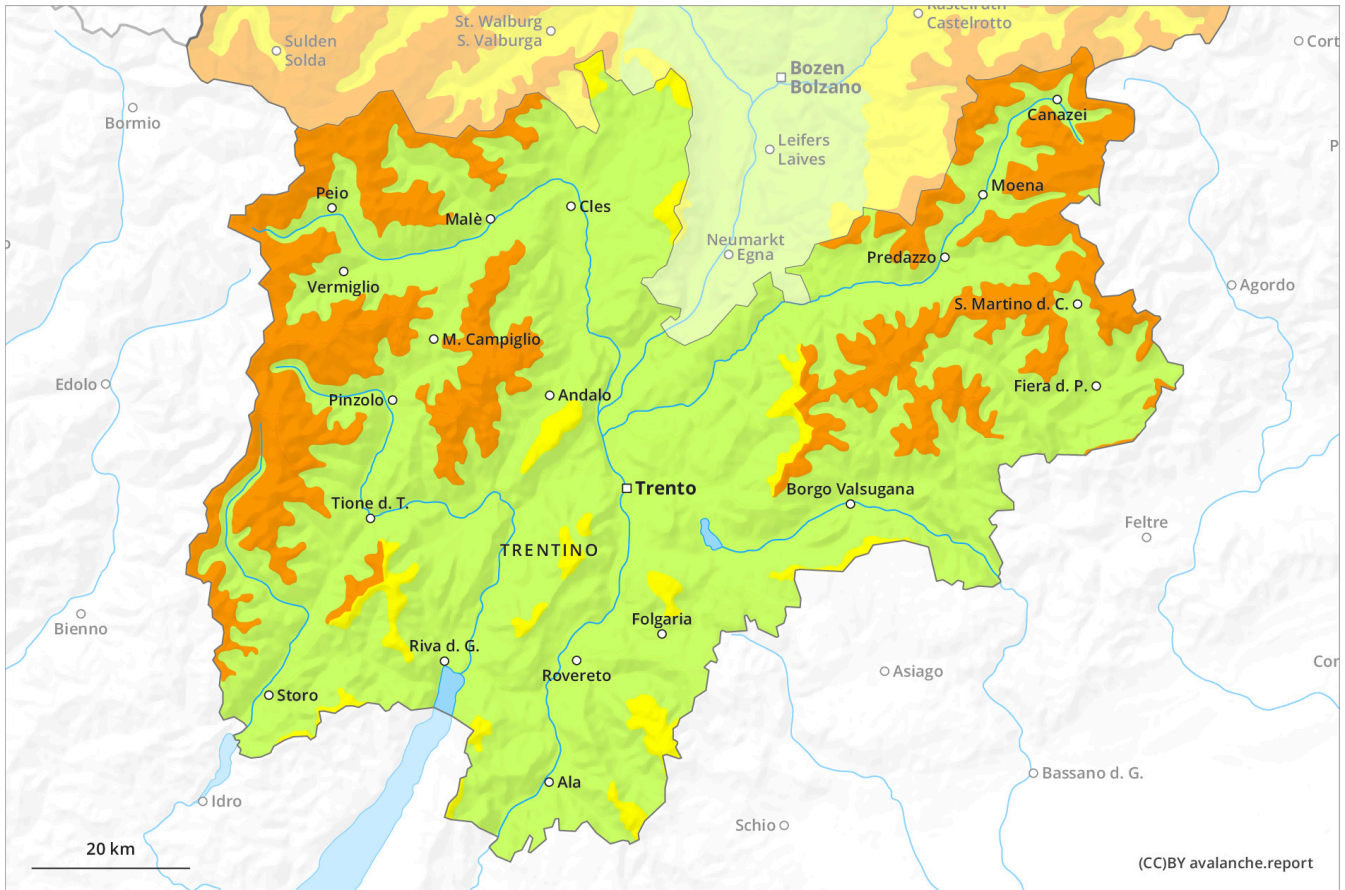 Kastelruth
Castelrotto
St. Walburg
S. Valburga
Sulden
Solda
Cort
Bozen
Bolzano
Bormio
Canazei
Leifers
Laives
P
Peio
Moena
Malè
Cles
Neumarkt
Egna
Predazzo
Vermiglio
Agordo
S. Martino d. C.
M. Campiglio
Edolo
Andalo
Fiera d. P.
Pinzolo
Trento
Borgo Valsugana
Tione d. T.
Feltre
TRENTINO
Bienno
Folgaria
Riva d. G.
Rovereto
Asiago
Cor
Storo
Ala
Bassano d. G.
Idro
Schio
20 km
(CC)BY avalanche.report